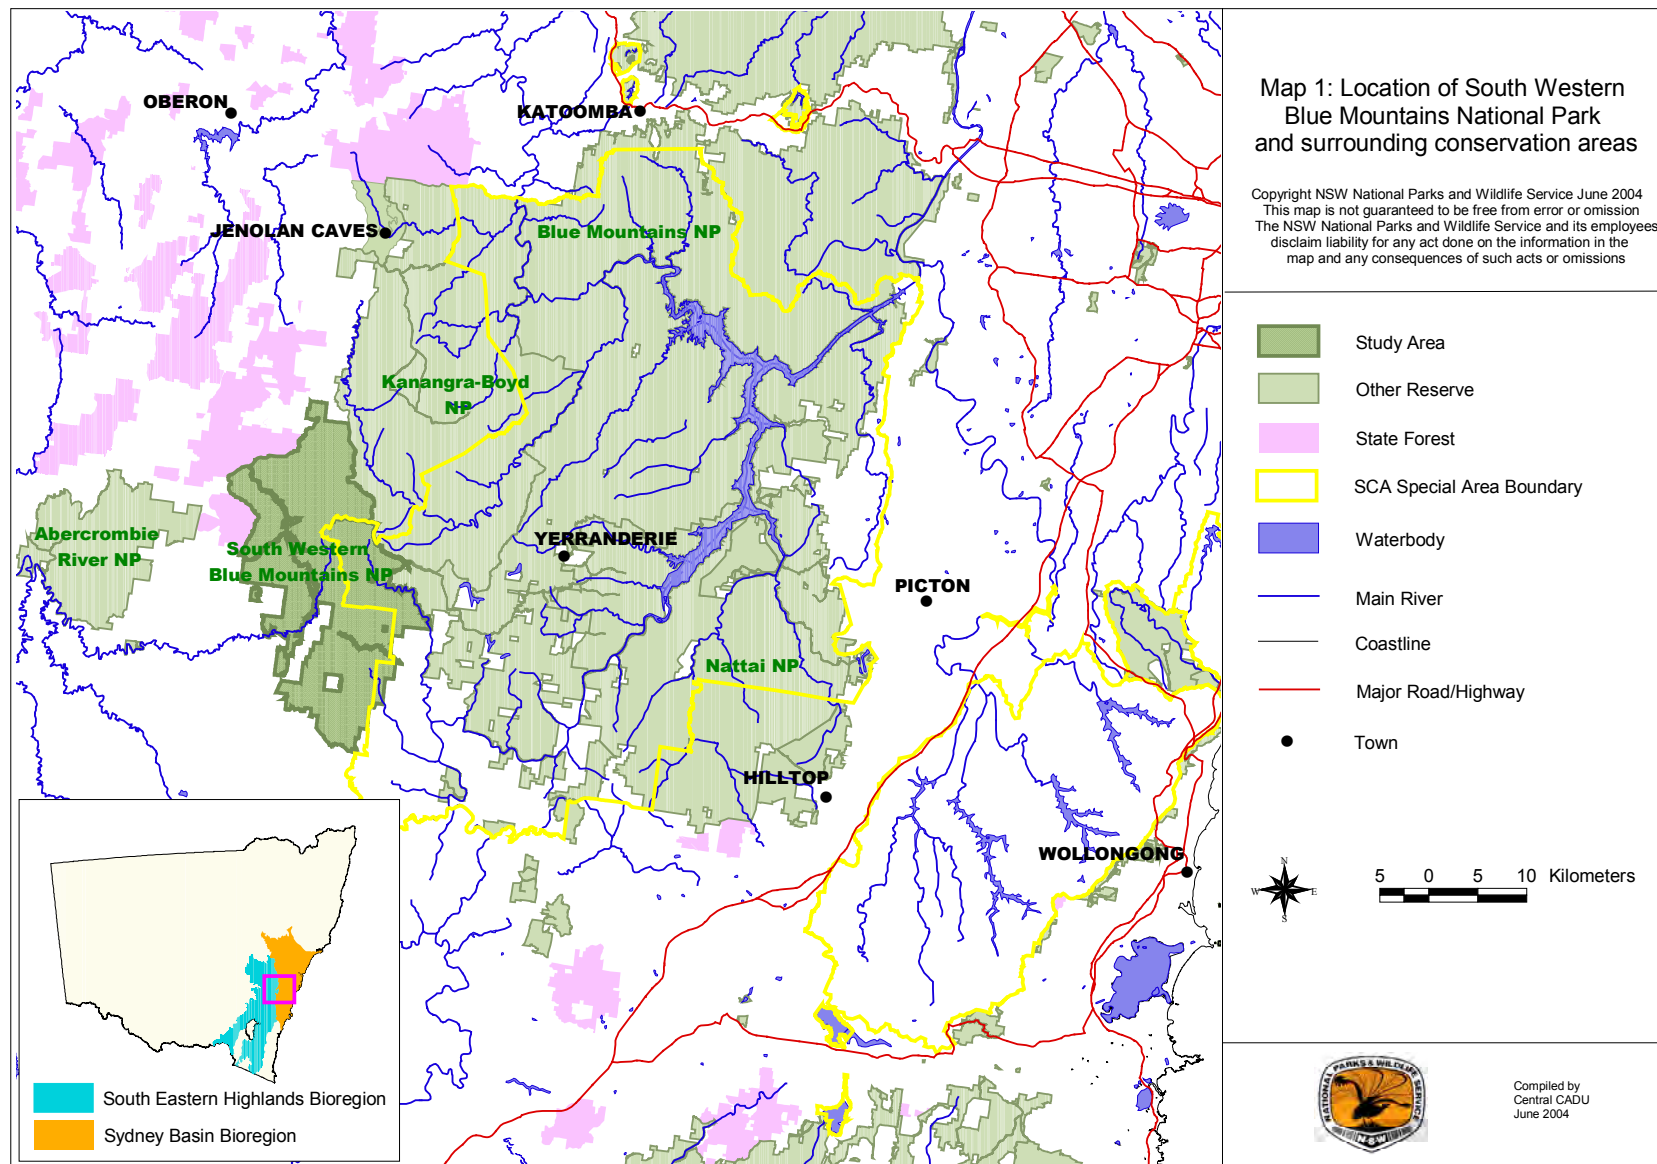 Map 1: Location of South Western
Blue Mountains National Park
and surrounding conservation areas
Copyright NSW National Parks and Wildlife Service June 2004
This map is not guaranteed to be free from error or omission
The NSW National Parks and Wildlife Service and its employees
disclaim liability for any act done on the information in the
map and any consequences of such acts or omissions
OBERON
KATOOMBA
JENOLAN CAVES
Blue Mountains NP
Kanangra-Boyd
NP
Abercrombie
River NP
South Western
Blue Mountains NP
YERRANDERIE
PICTON
Nattai NP
HILLTOP
WOLLONGONG
Study Area
Other Reserve
State Forest
SCA Special Area Boundary
Waterbody
Main River
Coastline
Major Road/Highway
Town
N
W E
S
5 0 5 10 Kilometers
South Eastern Highlands Bioregion
Sydney Basin Bioregion
NATIONAL PARKS & WILDLIFE SERVICE
N·S·W
Compiled by
Central CADU
June 2004